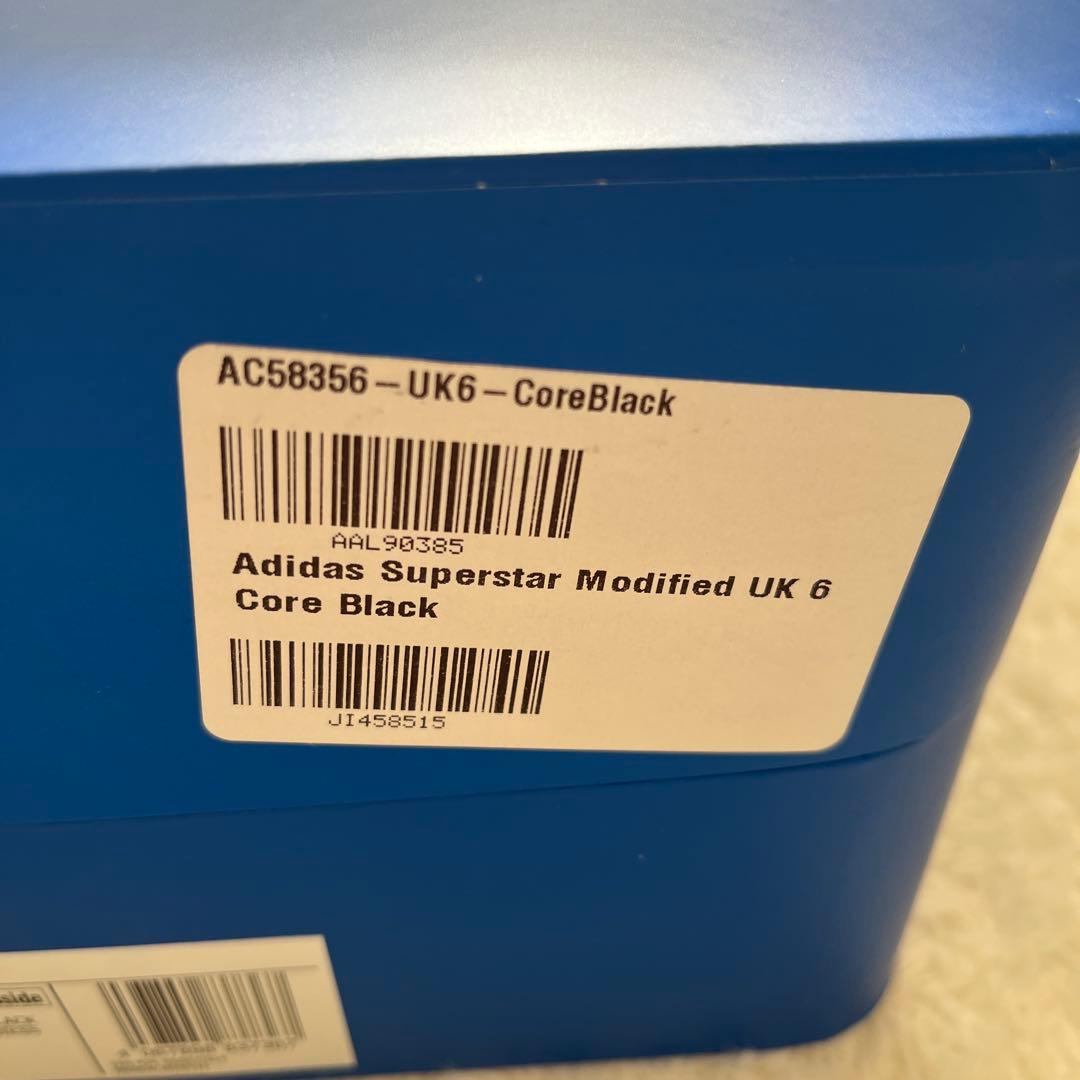 AC58356 – UK6 – CoreBlack
AAL90385
Adidas Superstar Modified UK 6
Core Black
JI458515